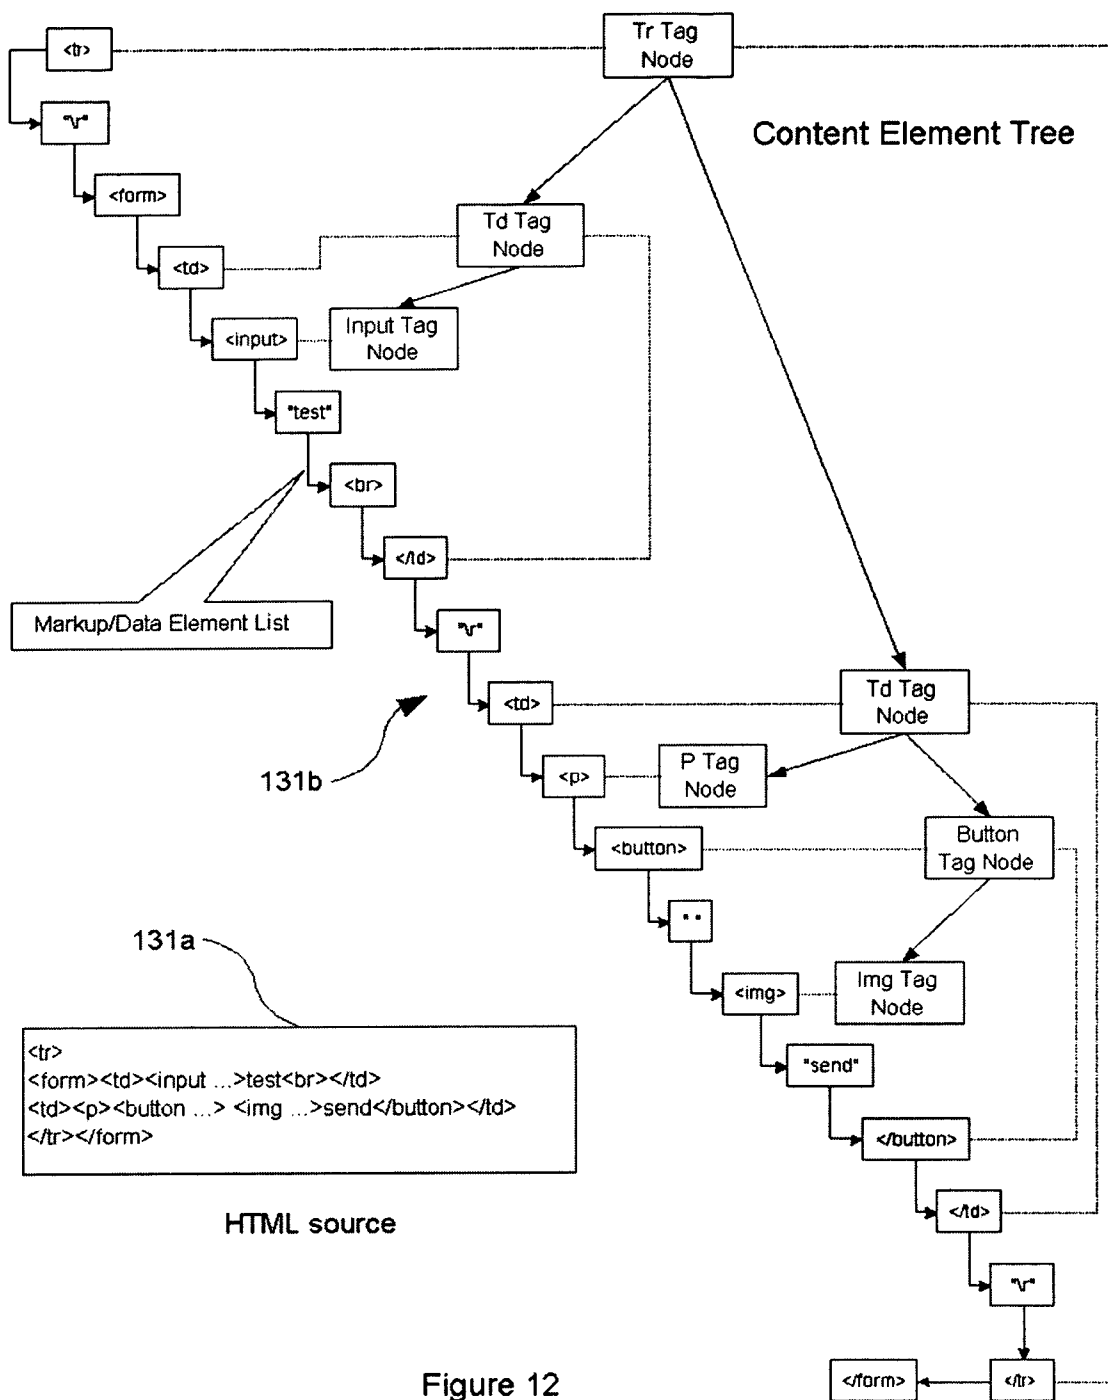 <tr>
Tr Tag
Node
"\r"
Content Element Tree
<form>
Td Tag
Node
<td>
Input Tag
Node
<input>
"test"
<br>
</td>
Markup/Data Element List
"\r"
Td Tag
Node
<td>
131b
P Tag
Node
<p>
Button
Tag Node
<button>
" "
131a
Img Tag
Node
<img>
<tr>
<form><td><input ...>test<br></td>
<td><p><button ...> <img ...>send</button></td>
</tr></form>
"send"
</button>
HTML source
</td>
"\r"
Figure 12
</form>
</tr>